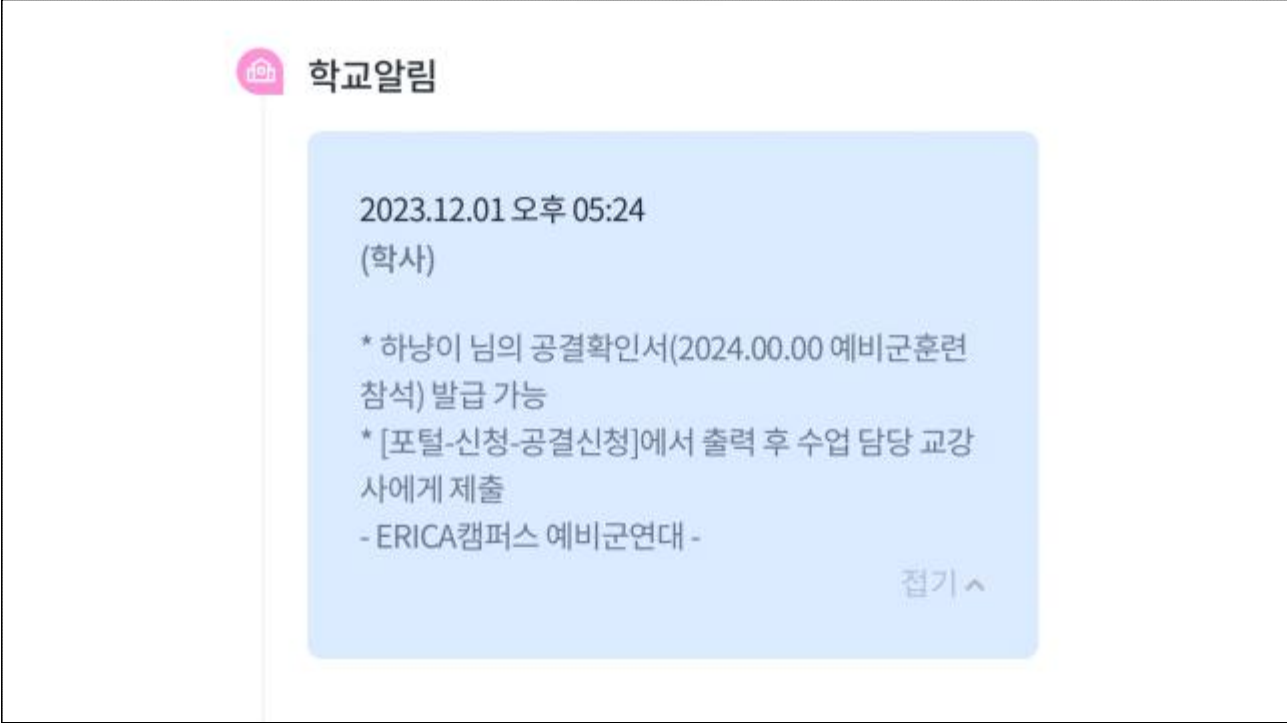 학교알림
2023.12.01 오후 05:24
(학사)
* 하냥이 님의 공결확인서(2024.00.00 예비군훈련
참석) 발급 가능
* [포털-신청-공결신청]에서 출력 후 수업 담당 교강
사에게 제출
- ERICA캠퍼스 예비군연대 -
접기